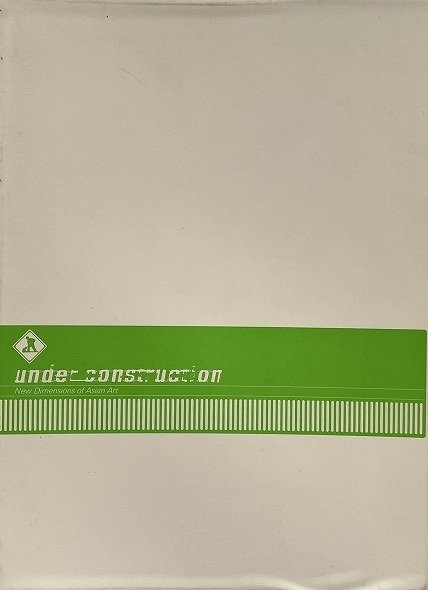 under construction
New Dimensions of Asian Art